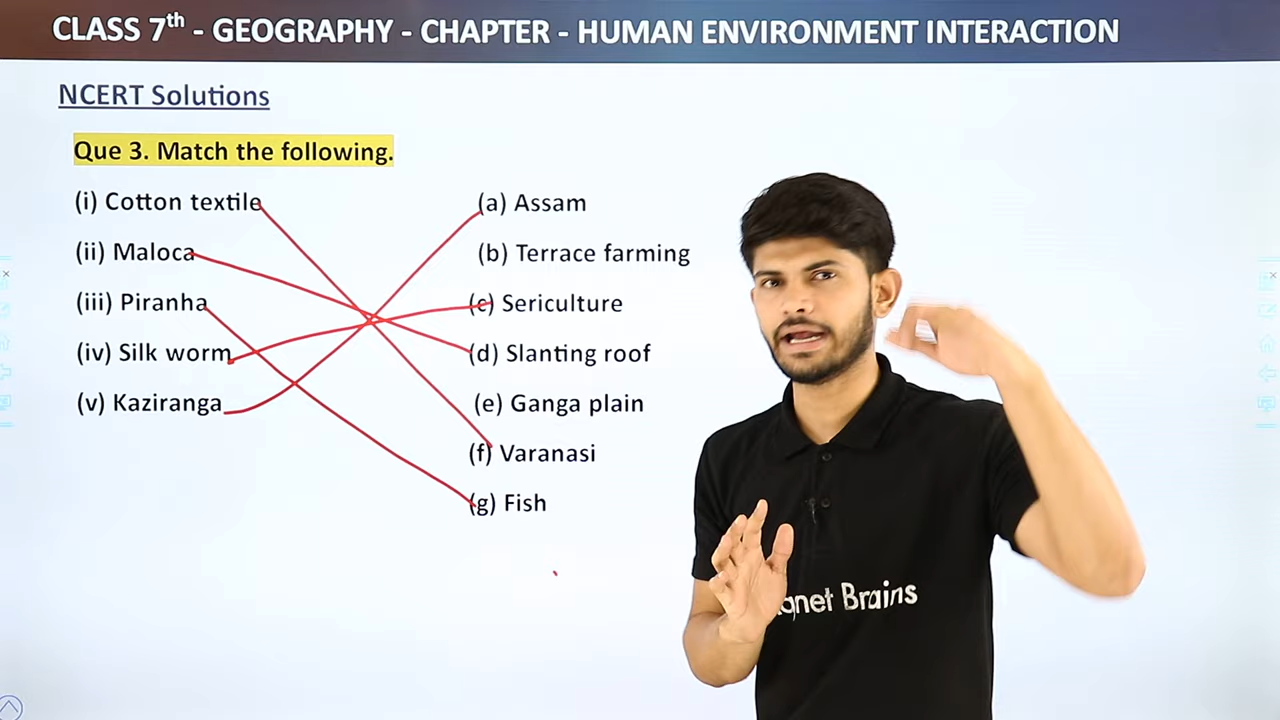 CLASS 7th - GEOGRAPHY - CHAPTER - HUMAN ENVIRONMENT INTERACTION
NCERT Solutions
Que 3. Match the following.
(i) Cotton textile
(ii) Maloca
(iii) Piranha
(iv) Silk worm
(v) Kaziranga
(a) Assam
(b) Terrace farming
(c) Sericulture
(d) Slanting roof
(e) Ganga plain
(f) Varanasi
(g) Fish
Brains